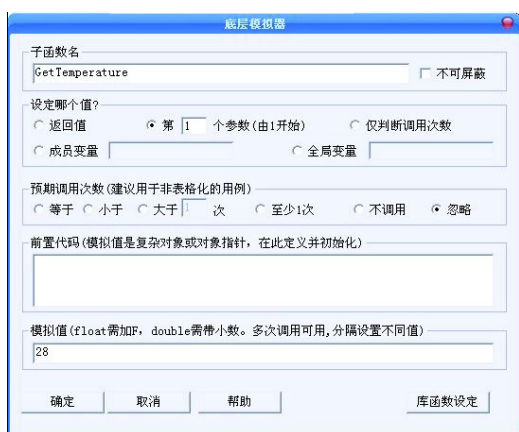 底层模拟器
子函数名
GetTemperature 不可屏蔽
设定哪个值?
返回值 第 1 个参数(由1开始) 仅判断调用次数
成员变量 全局变量
预期调用次数(建议用于非表格化的用例)
等于 小于 大于 1 次 至少1次 不调用 忽略
前置代码(模拟值是复杂对象或对象指针，在此定义并初始化)
模拟值(float需加F，double需带小数。多次调用可用,分隔设置不同值)
28
确定 取消 帮助 库函数设定